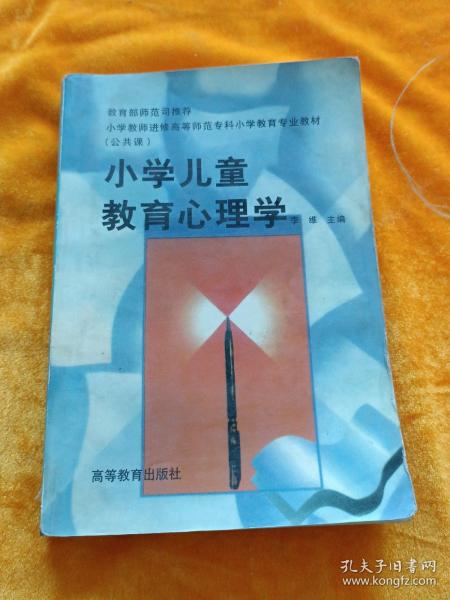 教育部师范司推荐
小学教师进修高等师范专科小学教育专业教材
（公共课）
小学儿童
教育心理学
李 维 主编
高等教育出版社
孔夫子旧书网
www.kongfz.com